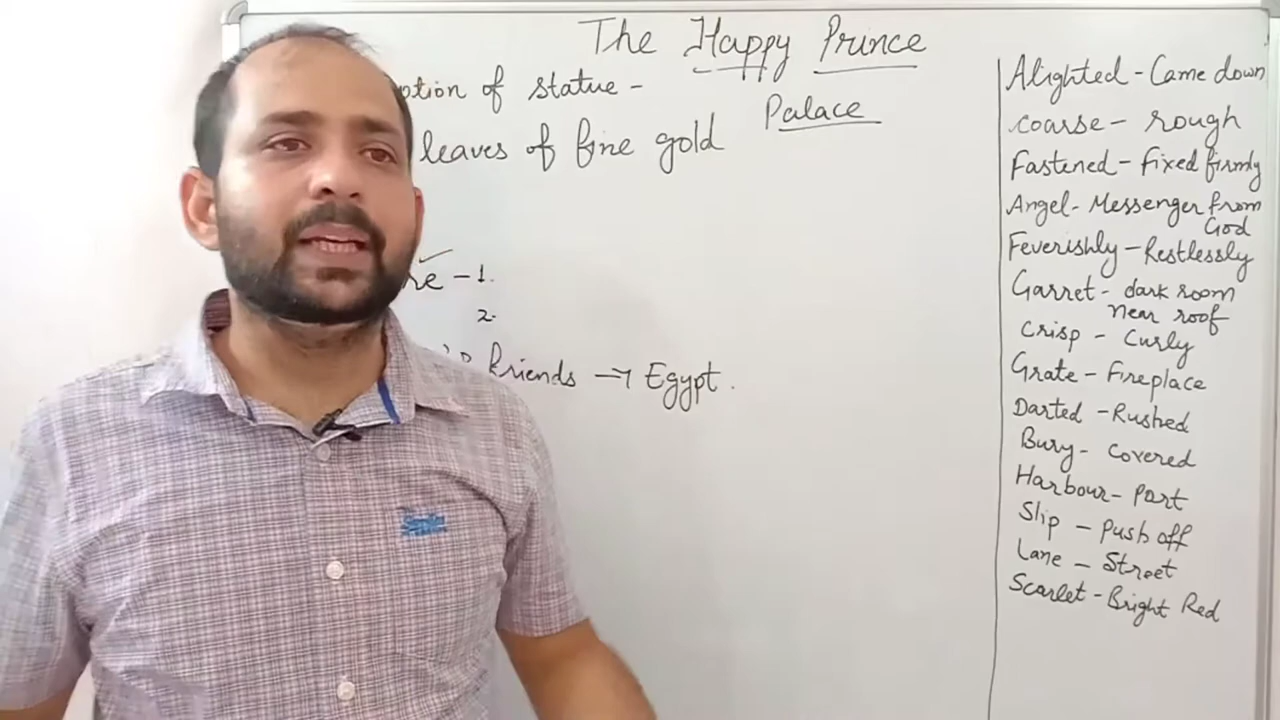 The Happy Prince
ption of statue -
Palace
leaves of fine gold
re - 1.
2.
friends → Egypt.
Alighted - Came down
coarse - rough
Fastened - fixed firmly
Angel - Messenger from
God
Feverishly - Restlessly
Garret - dark room
near roof
Crisp - Curly
Grate - Fireplace
Darted - Rushed
Bury - Covered
Harbour - Port
Slip - Push off
Lane - Street
Scarlet - Bright Red